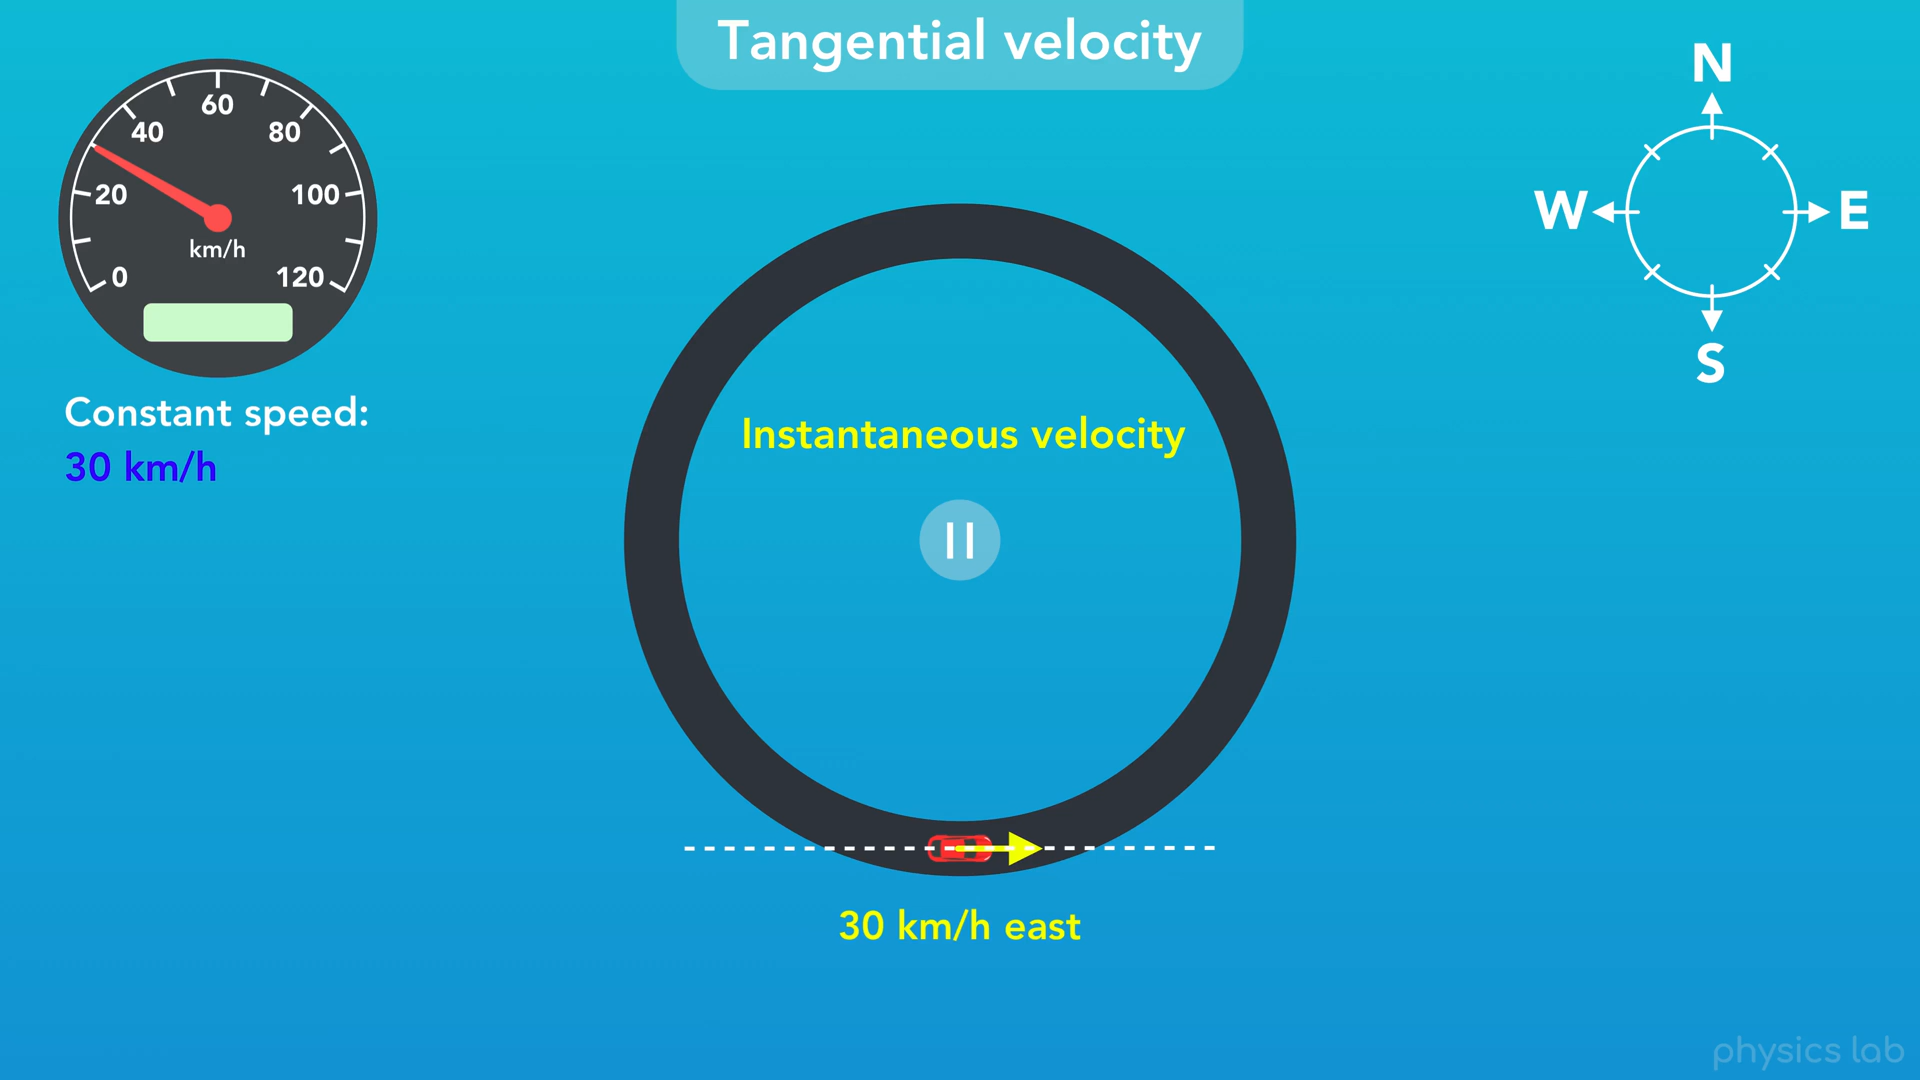 Tangential velocity
60
40
80
20
100
km/h
0
120
N
W
E
S
Constant speed:
30 km/h
Instantaneous velocity
30 km/h east
physics lab